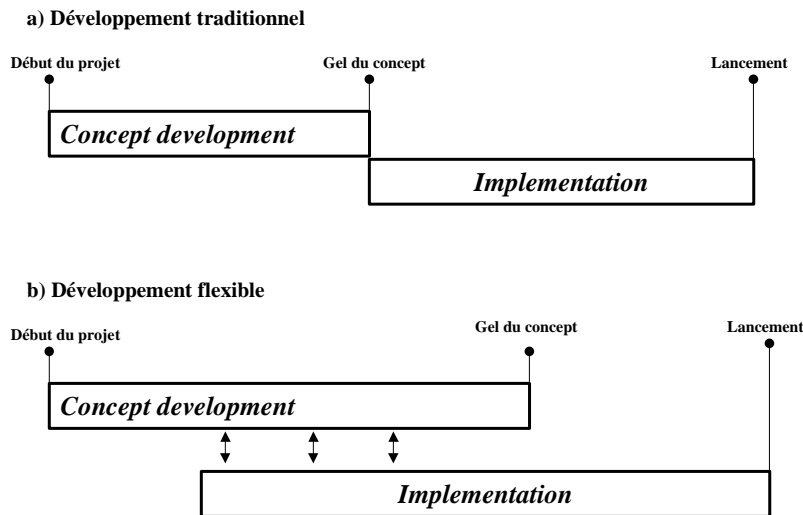 a) Développement traditionnel
Début du projet
Gel du concept
Lancement
Concept development
Implementation
b) Développement flexible
Début du projet
Gel du concept
Lancement
Concept development
Implementation